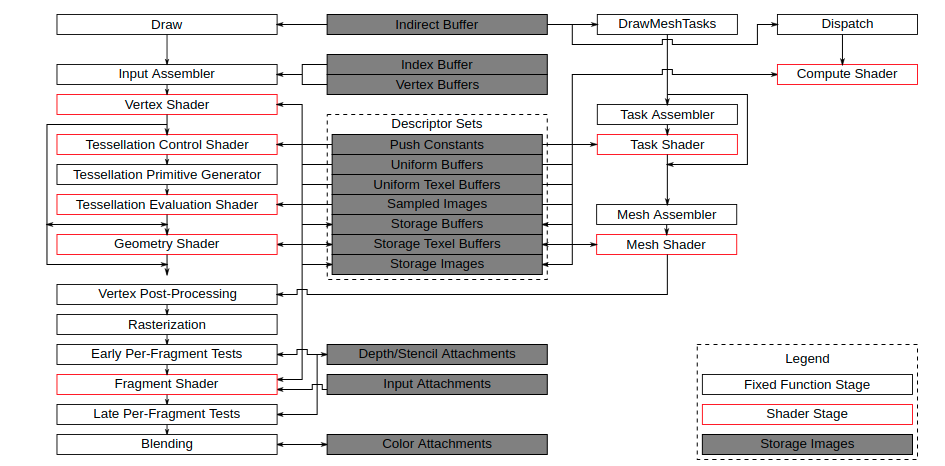 Draw
Indirect Buffer
DrawMeshTasks
Dispatch
Input Assembler
Index Buffer
Vertex Buffers
Compute Shader
Vertex Shader
Descriptor Sets
Task Assembler
Tessellation Control Shader
Push Constants
Task Shader
Uniform Buffers
Tessellation Primitive Generator
Uniform Texel Buffers
Tessellation Evaluation Shader
Sampled Images
Storage Buffers
Mesh Assembler
Geometry Shader
Storage Texel Buffers
Mesh Shader
Storage Images
Vertex Post-Processing
Rasterization
Early Per-Fragment Tests
Depth/Stencil Attachments
Fragment Shader
Input Attachments
Late Per-Fragment Tests
Blending
Color Attachments
Legend
Fixed Function Stage
Shader Stage
Storage Images